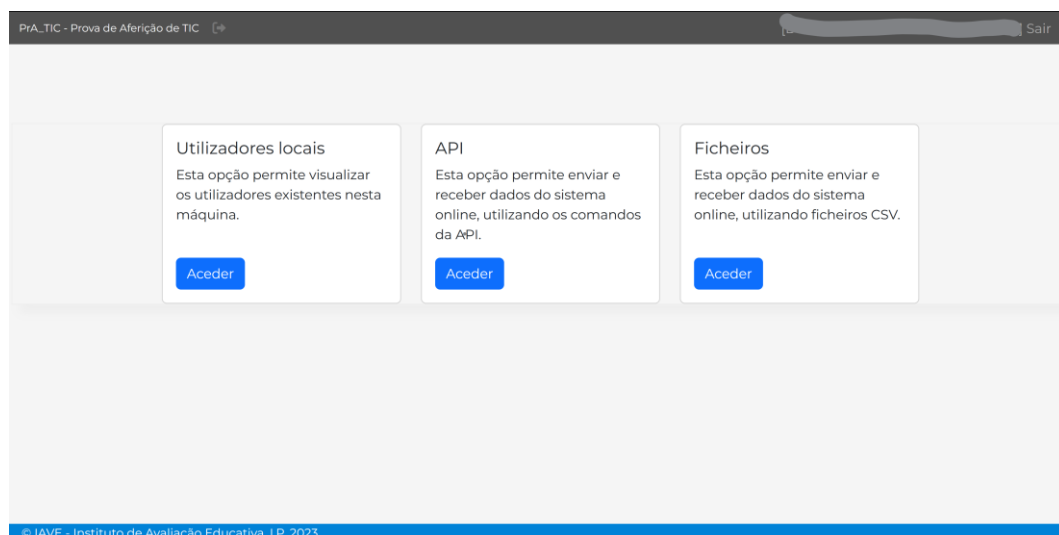 PrA_TIC - Prova de Aferição de TIC
Sair
Utilizadores locais
Esta opção permite visualizar
os utilizadores existentes nesta
máquina.
Aceder
API
Esta opção permite enviar e
receber dados do sistema
online, utilizando os comandos
da API.
Aceder
Ficheiros
Esta opção permite enviar e
receber dados do sistema
online, utilizando ficheiros CSV.
Aceder
© IAVE - Instituto de Avaliação Educativa, I.P. 2023